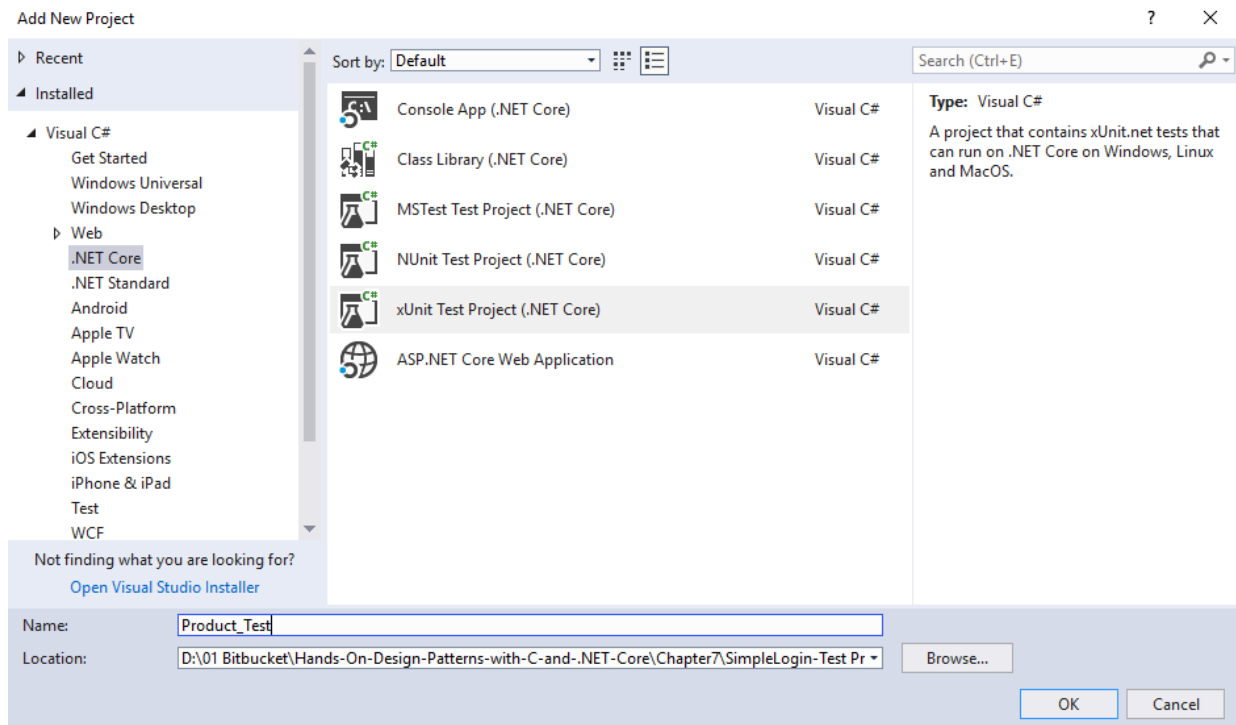 Add New Project
Recent
Installed
Visual C#
Get Started
Windows Universal
Windows Desktop
Web
.NET Core
.NET Standard
Android
Apple TV
Apple Watch
Cloud
Cross-Platform
Extensibility
iOS Extensions
iPhone & iPad
Test
WCF
Not finding what you are looking for?
Open Visual Studio Installer
Sort by: Default
Console App (.NET Core) Visual C#
Class Library (.NET Core) Visual C#
MSTest Test Project (.NET Core) Visual C#
NUnit Test Project (.NET Core) Visual C#
xUnit Test Project (.NET Core) Visual C#
ASP.NET Core Web Application Visual C#
Search (Ctrl+E)
Type: Visual C#
A project that contains xUnit.net tests that
can run on .NET Core on Windows, Linux
and MacOS.
Name: Product_Test
Location: D:\01 Bitbucket\Hands-On-Design-Patterns-with-C-and-.NET-Core\Chapter7\SimpleLogin-Test Pr
Browse...
OK Cancel